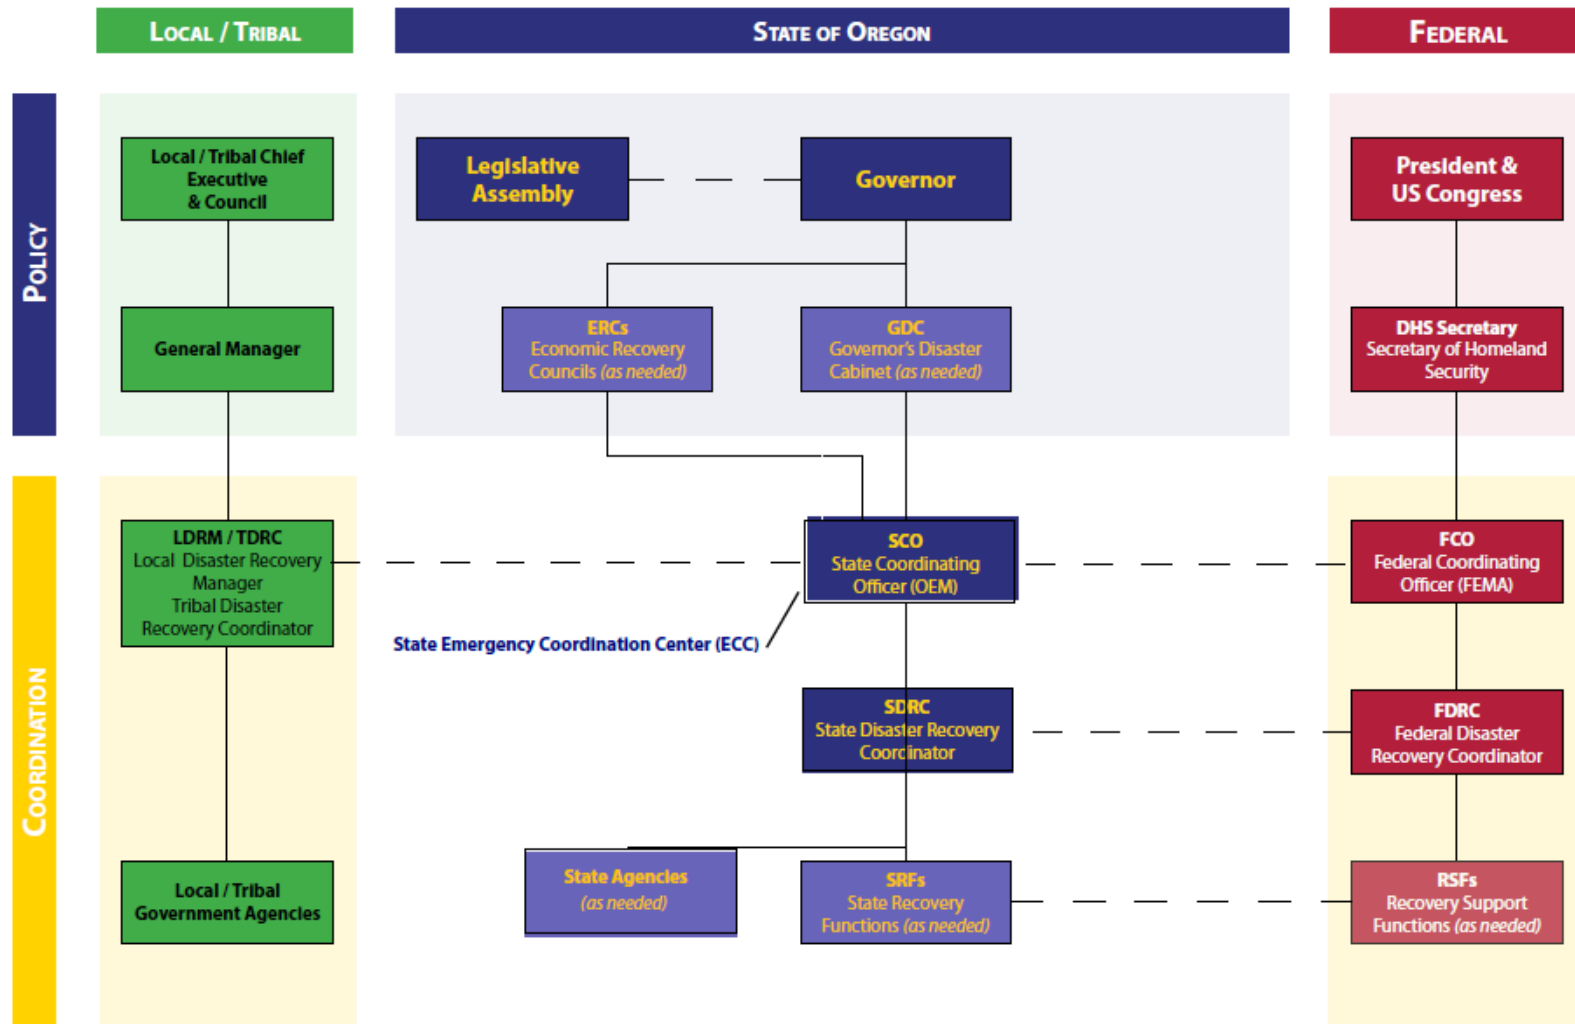 LOCAL / TRIBAL
STATE OF OREGON
FEDERAL
POLICY
Local / Tribal Chief
Executive
& Council
Legislative
Assembly
Governor
President &
US Congress
General Manager
ERCs
Economic Recovery
Councils (as needed)
GDC
Governor's Disaster
Cabinet (as needed)
DHS Secretary
Secretary of Homeland
Security
COORDINATION
LDRM / TDRC
Local Disaster Recovery
Manager
Tribal Disaster
Recovery Coordinator
SCO
State Coordinating
Officer (OEM)
FCO
Federal Coordinating
Officer (FEMA)
State Emergency Coordination Center (ECC)
SDRC
State Disaster Recovery
Coordinator
FDRC
Federal Disaster
Recovery Coordinator
Local / Tribal
Government Agencies
State Agencies
(as needed)
SRFs
State Recovery
Functions (as needed)
RSFs
Recovery Support
Functions (as needed)